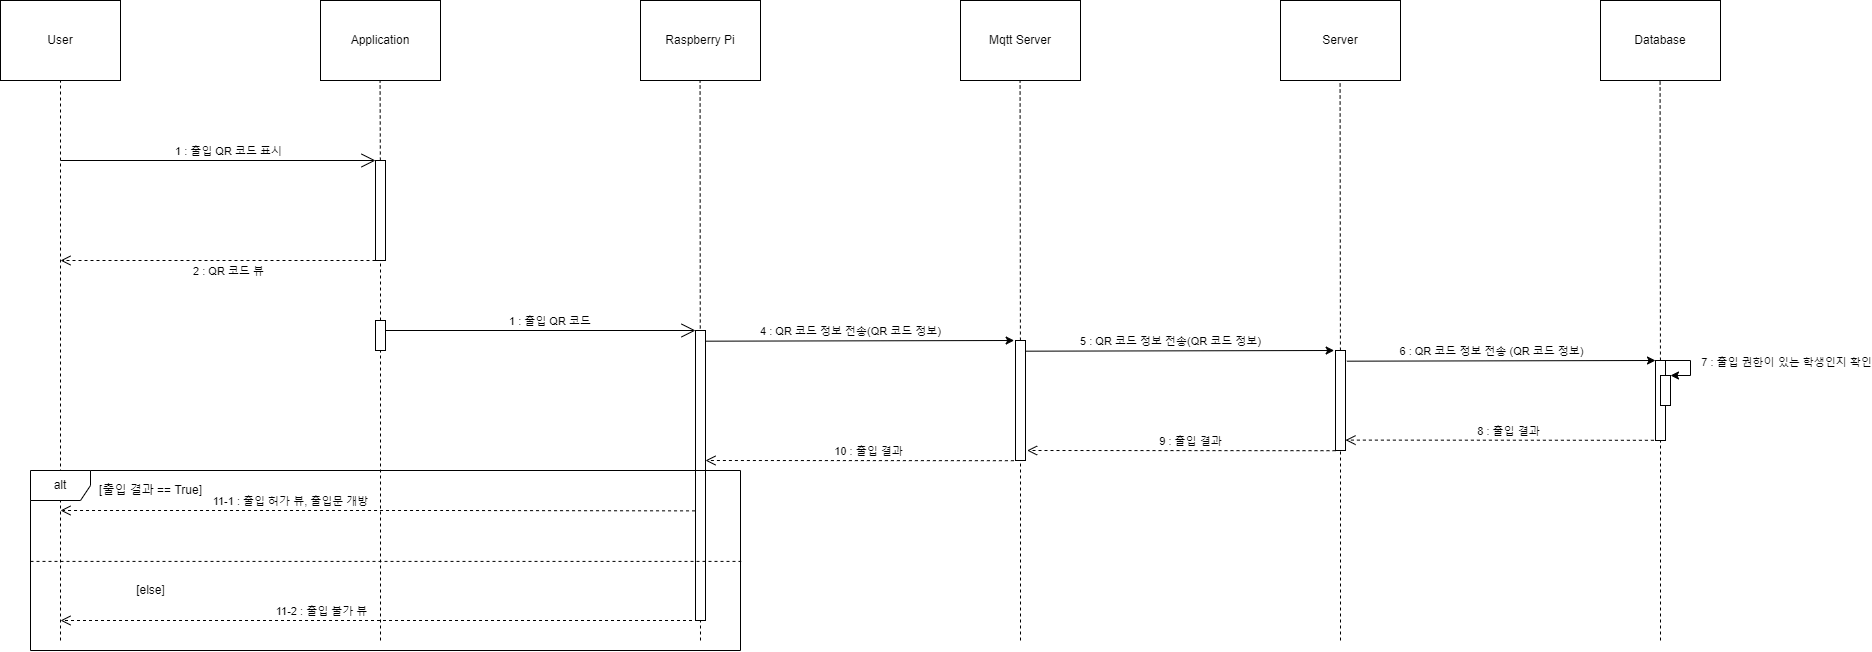 User
Application
Raspberry Pi
Mqtt Server
Server
Database
1 : 출입 QR 코드 표시
2 : QR 코드 뷰
1 : 출입 QR 코드
4 : QR 코드 정보 전송(QR 코드 정보)
5 : QR 코드 정보 전송(QR 코드 정보)
6 : QR 코드 정보 전송 (QR 코드 정보)
7 : 출입 권한이 있는 학생인지 확인
8 : 출입 결과
9 : 출입 결과
10 : 출입 결과
alt
[출입 결과 == True]
11-1 : 출입 허가 뷰, 출입문 개방
[else]
11-2 : 출입 불가 뷰